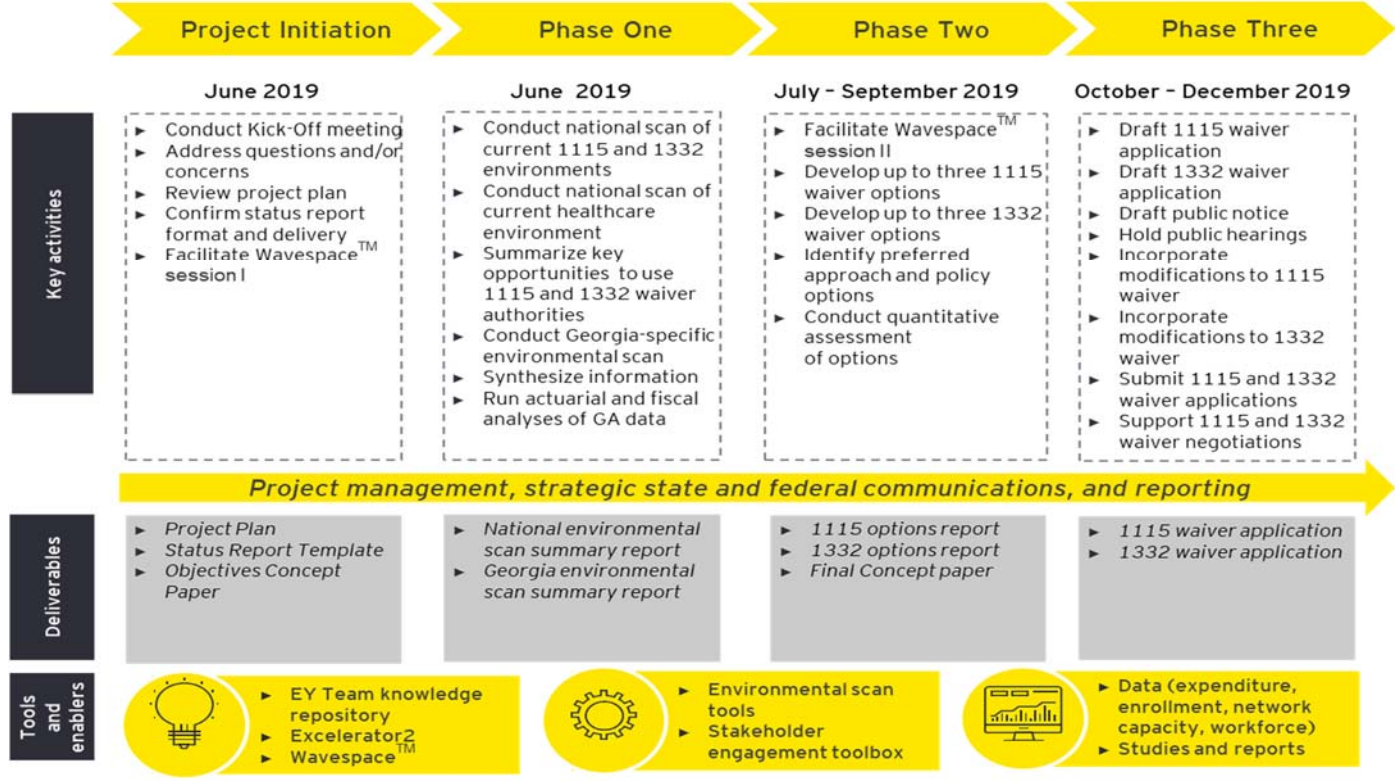 Project Initiation
Phase One
Phase Two
Phase Three
June 2019
June 2019
July – September 2019
October – December 2019
Key activities
► Conduct Kick-Off meeting
► Address questions and/or
concerns
► Review project plan
► Confirm status report
format and delivery
► Facilitate Wavespace™
session I
► Conduct national scan of
current 1115 and 1332
environments
► Conduct national scan of
current healthcare
environment
► Summarize key
opportunities to use
1115 and 1332 waiver
authorities
► Conduct Georgia-specific
environmental scan
► Synthesize information
► Run actuarial and fiscal
analyses of GA data
► Facilitate Wavespace™
session II
► Develop up to three 1115
waiver options
► Develop up to three 1332
waiver options
► Identify preferred
approach and policy
options
► Conduct quantitative
assessment
of options
► Draft 1115 waiver
application
► Draft 1332 waiver
application
► Draft public notice
► Hold public hearings
► Incorporate
modifications to 1115
waiver
► Incorporate
modifications to 1332
waiver
► Submit 1115 and 1332
waiver applications
► Support 1115 and 1332
waiver negotiations
Project management, strategic state and federal communications, and reporting
Deliverables
► Project Plan
► Status Report Template
► Objectives Concept
Paper
► National environmental
scan summary report
► Georgia environmental
scan summary report
► 1115 options report
► 1332 options report
► Final Concept paper
► 1115 waiver application
► 1332 waiver application
Tools
and
enablers
► EY Team knowledge
repository
► Excelerator2
► Wavespace™
► Environmental scan
tools
► Stakeholder
engagement toolbox
► Data (expenditure,
enrollment, network
capacity, workforce)
► Studies and reports